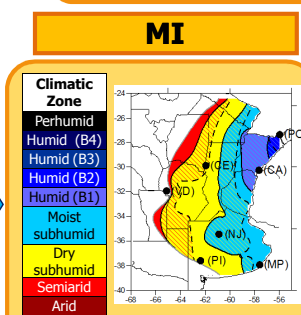 MI
Climatic
Zone
Perhumid
Humid (B4)
Humid (B3)
Humid (B2)
Humid (B1)
Moist
subhumid
Dry
subhumid
Semiarid
Arid
-24
-26
-28
-30
-32
-34
-36
-38
-40
(PO
(CE)
(CA)
(VD)
(NJ)
(PI)
(MP)
-68 -66 -64 -62 -60 -58 -56